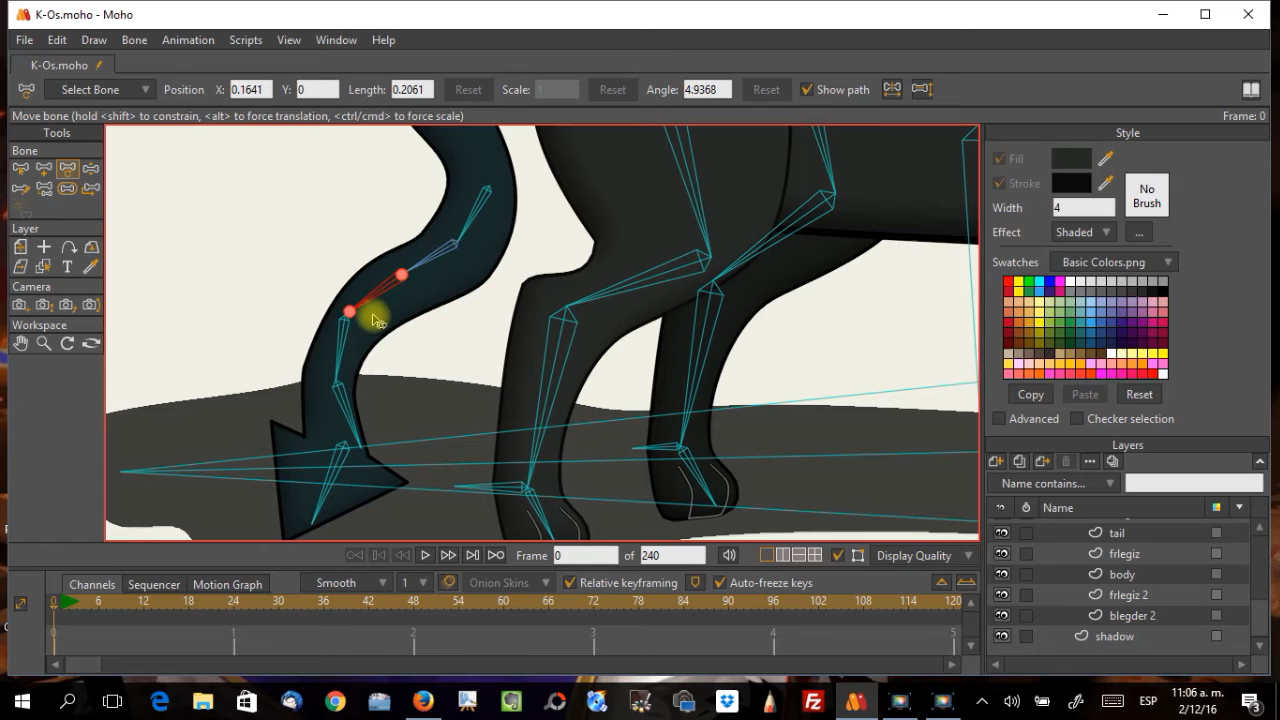 K-Os.moho - Moho
File Edit Draw Bone Animation Scripts View Window Help
K-Os.moho
Select Bone Position X: 0.1641 Y: 0 Length: 0.2061 Reset Scale: 1 Reset Angle: 4.9368 Reset Show path
Move bone (hold <shift> to constrain, <alt> to force translation, <ctrl/cmd> to force scale) Frame: 0
Tools
Bone
Layer
Camera
Workspace
Style
Fill
Stroke
No Brush
Width 4
Effect Shaded ...
Swatches Basic Colors.png
Copy Paste Reset
Advanced Checker selection
Layers
Name contains...
Name
tail
frlegiz
body
frlegiz 2
blegder 2
shadow
Frame 0 of 240 Display Quality
Channels Sequencer Motion Graph Smooth 1 Onion Skins Relative keyframing Auto-freeze keys
0 6 12 18 24 30 36 42 48 54 60 66 72 78 84 90 96 102 108 114 120
0 1 2 3 4 5
ESP 11:06 a. m. 2/12/16 3